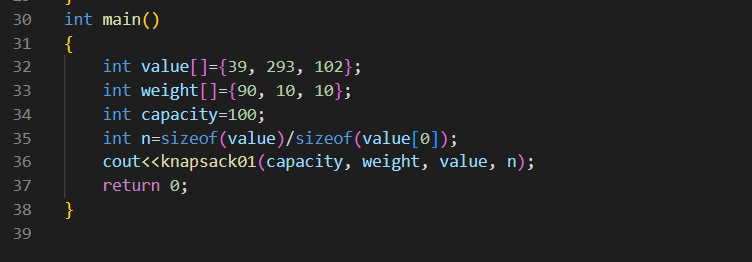 30 int main()
31 {
32 int value[]={39, 293, 102};
33 int weight[]={90, 10, 10};
34 int capacity=100;
35 int n=sizeof(value)/sizeof(value[0]);
36 cout<<knapsack01(capacity, weight, value, n);
37 return 0;
38 }
39